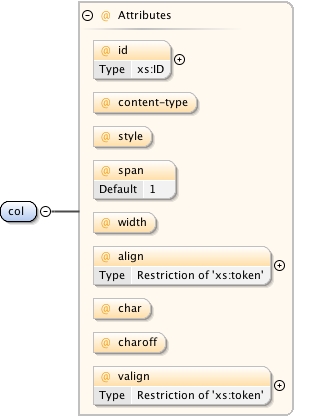 @ Attributes
@ id
Type xs:ID
@ content-type
@ style
@ span
Default 1
col
@ width
@ align
Type Restriction of 'xs:token'
@ char
@ charoff
@ valign
Type Restriction of 'xs:token'